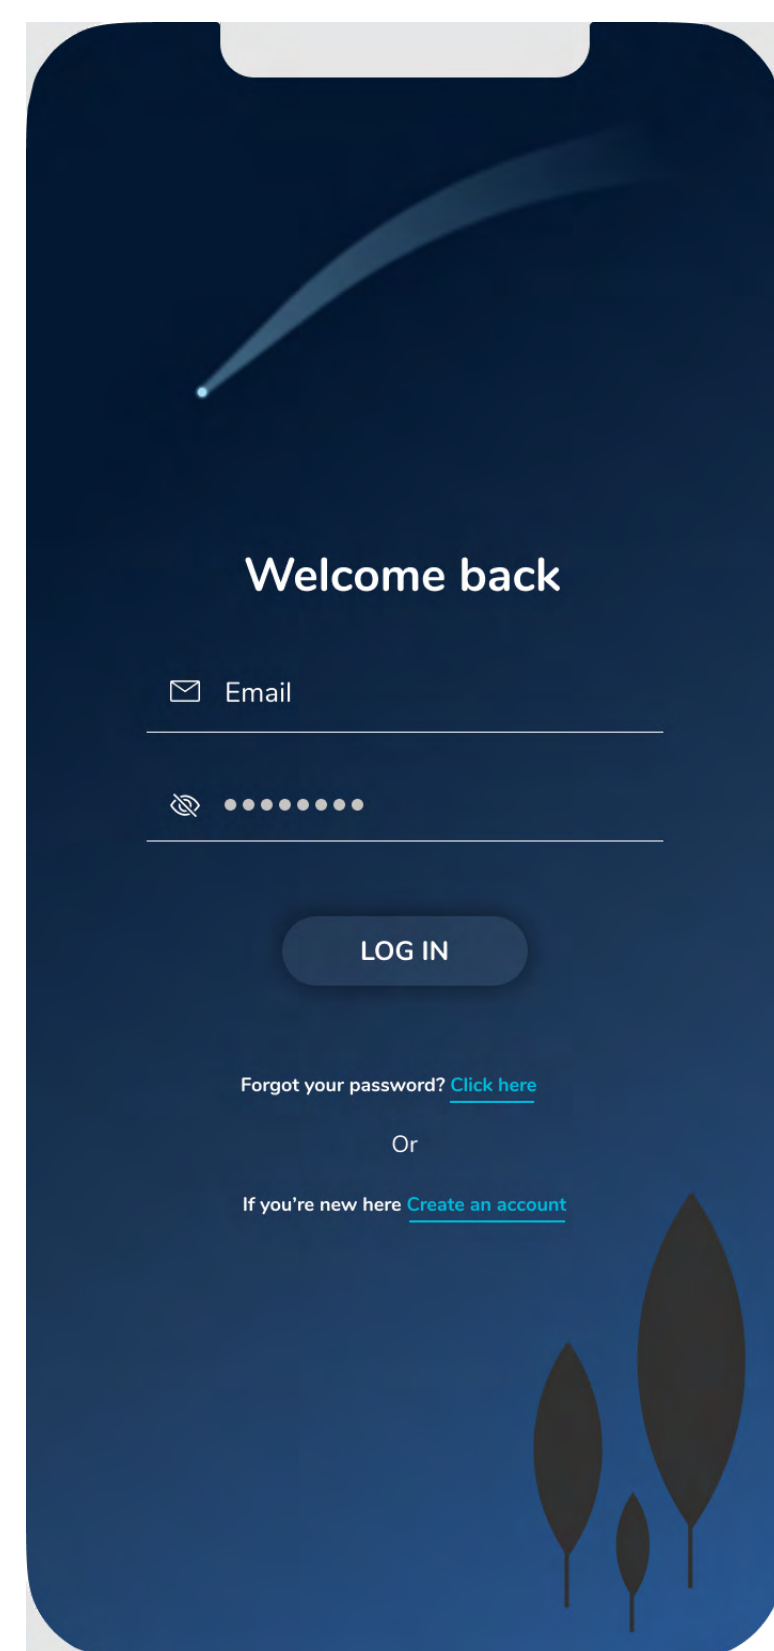 Welcome back
Email
LOG IN
Forgot your password? Click here
Or
If you're new here Create an account